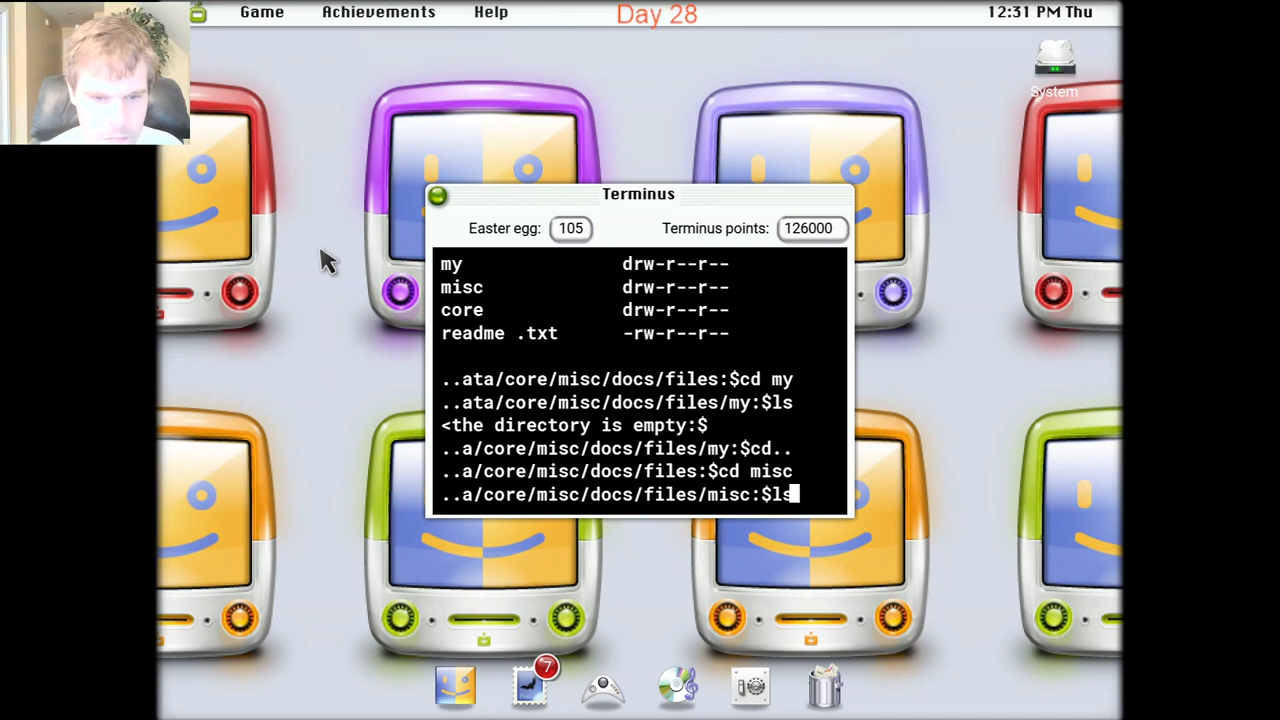 Game Achievements Help Day 28 12:31 PM Thu
System
Terminus
Easter egg: 105 Terminus points: 126000
my drw-r--r--
misc drw-r--r--
core drw-r--r--
readme .txt -rw-r--r--
..ata/core/misc/docs/files:$cd my
..ata/core/misc/docs/files/my:$ls
<the directory is empty:$
..a/core/misc/docs/files/my:$cd..
..a/core/misc/docs/files:$cd misc
..a/core/misc/docs/files/misc:$ls
7